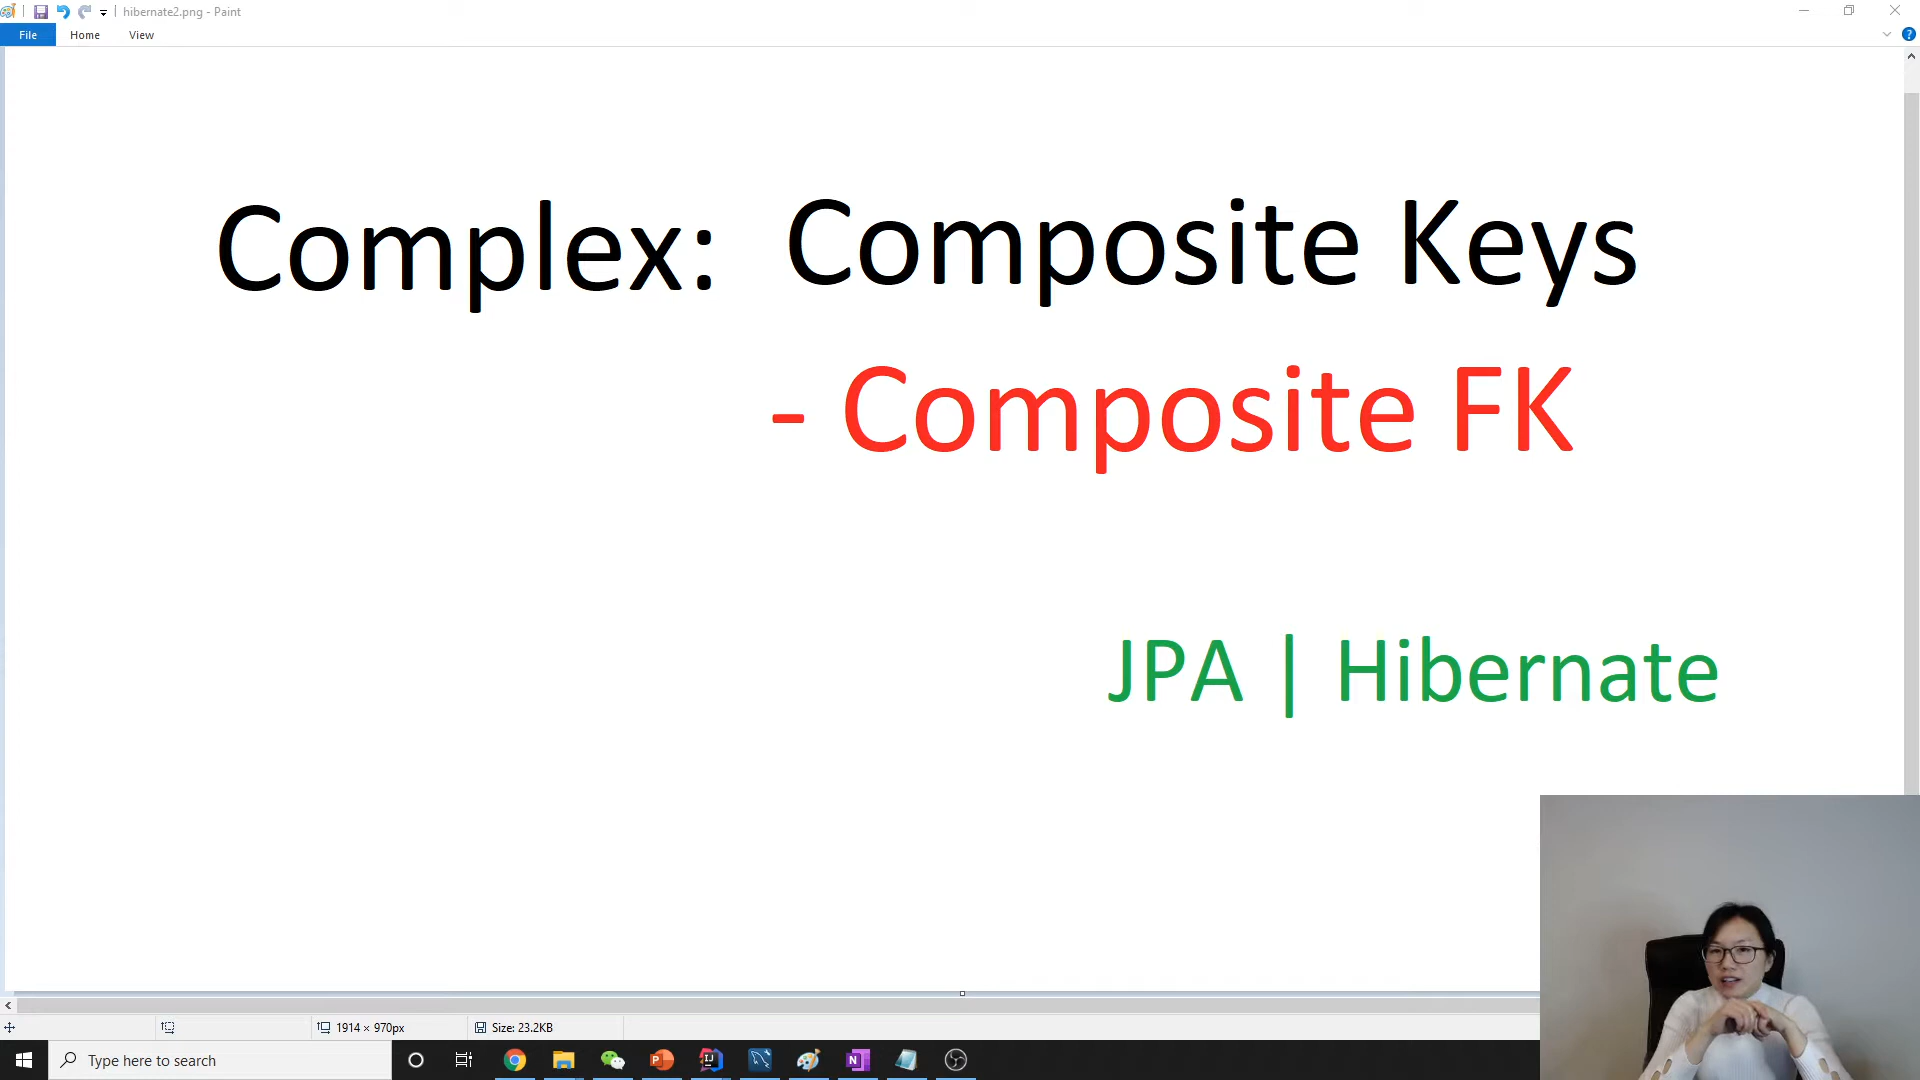 hibernate2.png - Paint
File Home View
Complex: Composite Keys
- Composite FK
JPA | Hibernate
1914 × 970px Size: 23.2KB
Type here to search